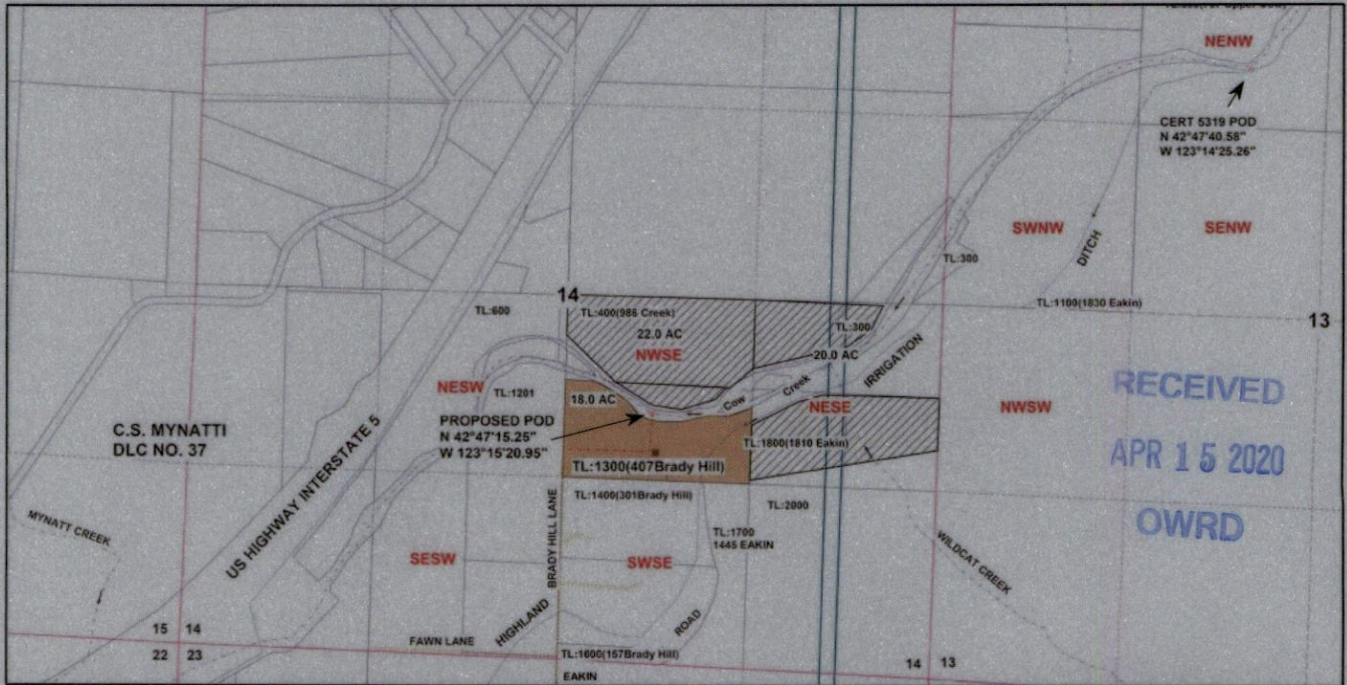 NENW
CERT 5319 POD
N 42°47'40.58"
W 123°14'25.26"
SWNW
SENW
DITCH
TL:300
TL:1100(1830 Eakin)
14
13
TL:600
TL:400(986 Creek)
22.0 AC
NWSE
TL:300
20.0 AC
IRRIGATION
NESW
TL:1201
18.0 AC
Cow Creek
NESE
NWSW
RECEIVED
APR 15 2020
OWRD
C.S. MYNATTI
DLC NO. 37
PROPOSED POD
N 42°47'15.25"
W 123°15'20.95"
TL:1800(1810 Eakin)
TL:1300(407Brady Hill)
US HIGHWAY INTERSTATE 5
TL:1400(301Brady Hill)
TL:2000
TL:1700
1445 EAKIN
MYNATT CREEK
BRADY HILL LANE
SESW
SWSE
WILDCAT CREEK
HIGHLAND
ROAD
15 14
22 23
FAWN LANE
TL:1600(157Brady Hill)
14 13
EAKIN